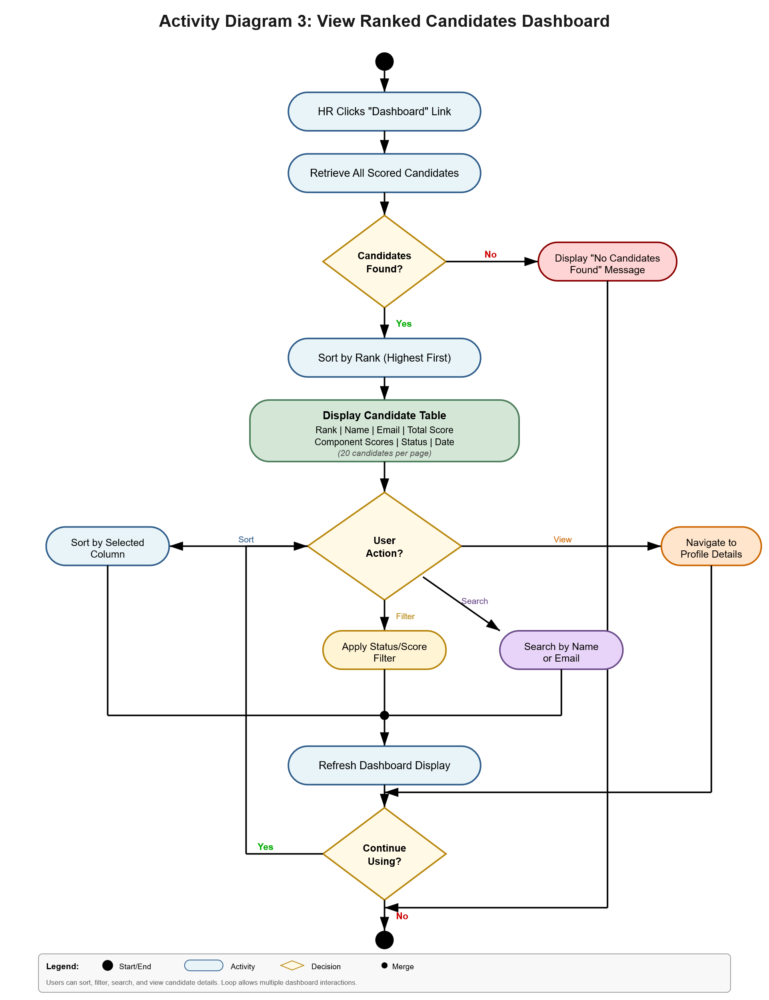 Activity Diagram 3: View Ranked Candidates Dashboard
HR Clicks "Dashboard" Link
Retrieve All Scored Candidates
Candidates
Found?
No
Display "No Candidates
Found" Message
Yes
Sort by Rank (Highest First)
Display Candidate Table
Rank | Name | Email | Total Score
Component Scores | Status | Date
(20 candidates per page)
User
Action?
Sort
Sort by Selected
Column
View
Navigate to
Profile Details
Search
Filter
Apply Status/Score
Filter
Search by Name
or Email
Refresh Dashboard Display
Continue
Using?
Yes
No
Legend:
Start/End
Activity
Decision
Merge
Users can sort, filter, search, and view candidate details. Loop allows multiple dashboard interactions.